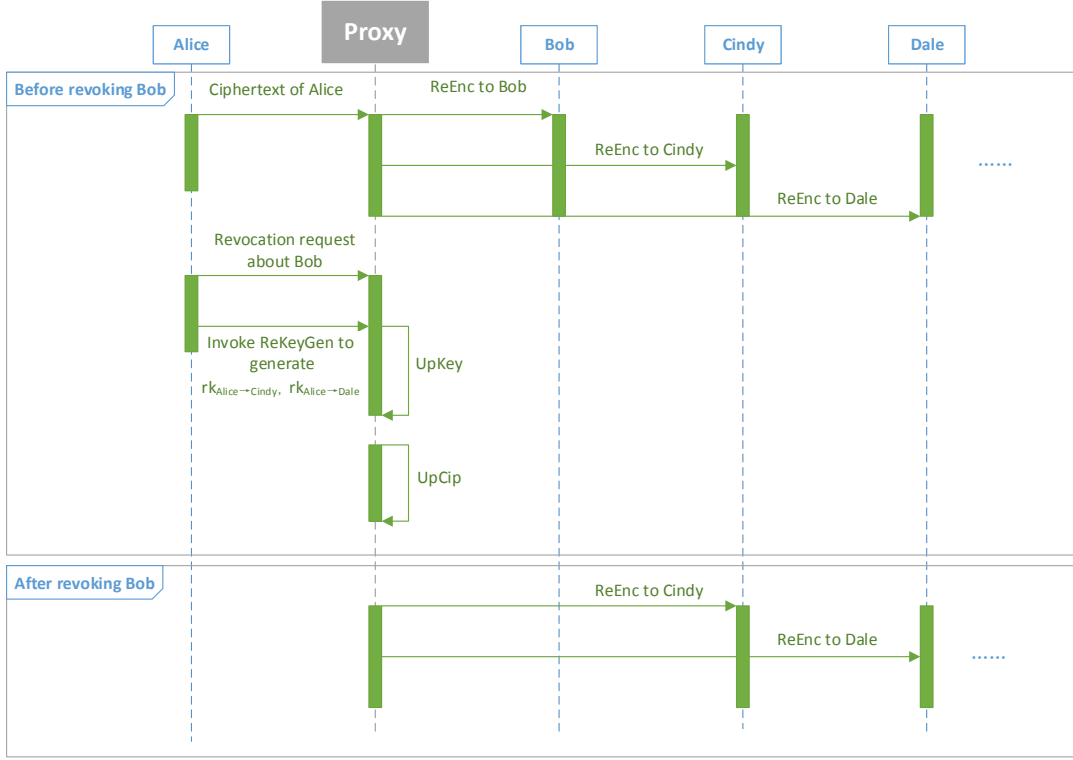 Alice
Proxy
Bob
Cindy
Dale
Before revoking Bob
Ciphertext of Alice
ReEnc to Bob
ReEnc to Cindy
......
ReEnc to Dale
Revocation request
about Bob
Invoke ReKeyGen to
generate
rkAlice→Cindy, rkAlice→Dale
UpKey
UpCip
After revoking Bob
ReEnc to Cindy
ReEnc to Dale
......